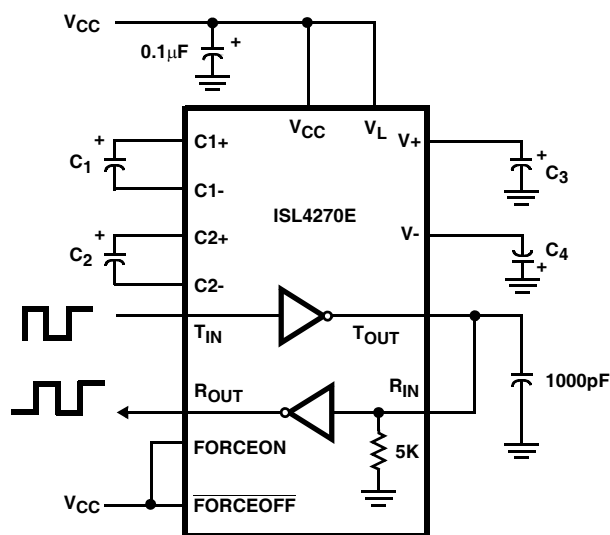 VCC
0.1μF
+
VCC
VL
C1+
V+
+
C1
+
C3
C1-
ISL4270E
C2+
V-
+
C2
C4
+
C2-
TIN
TOUT
1000pF
ROUT
RIN
5K
FORCEON
VCC
FORCEOFF